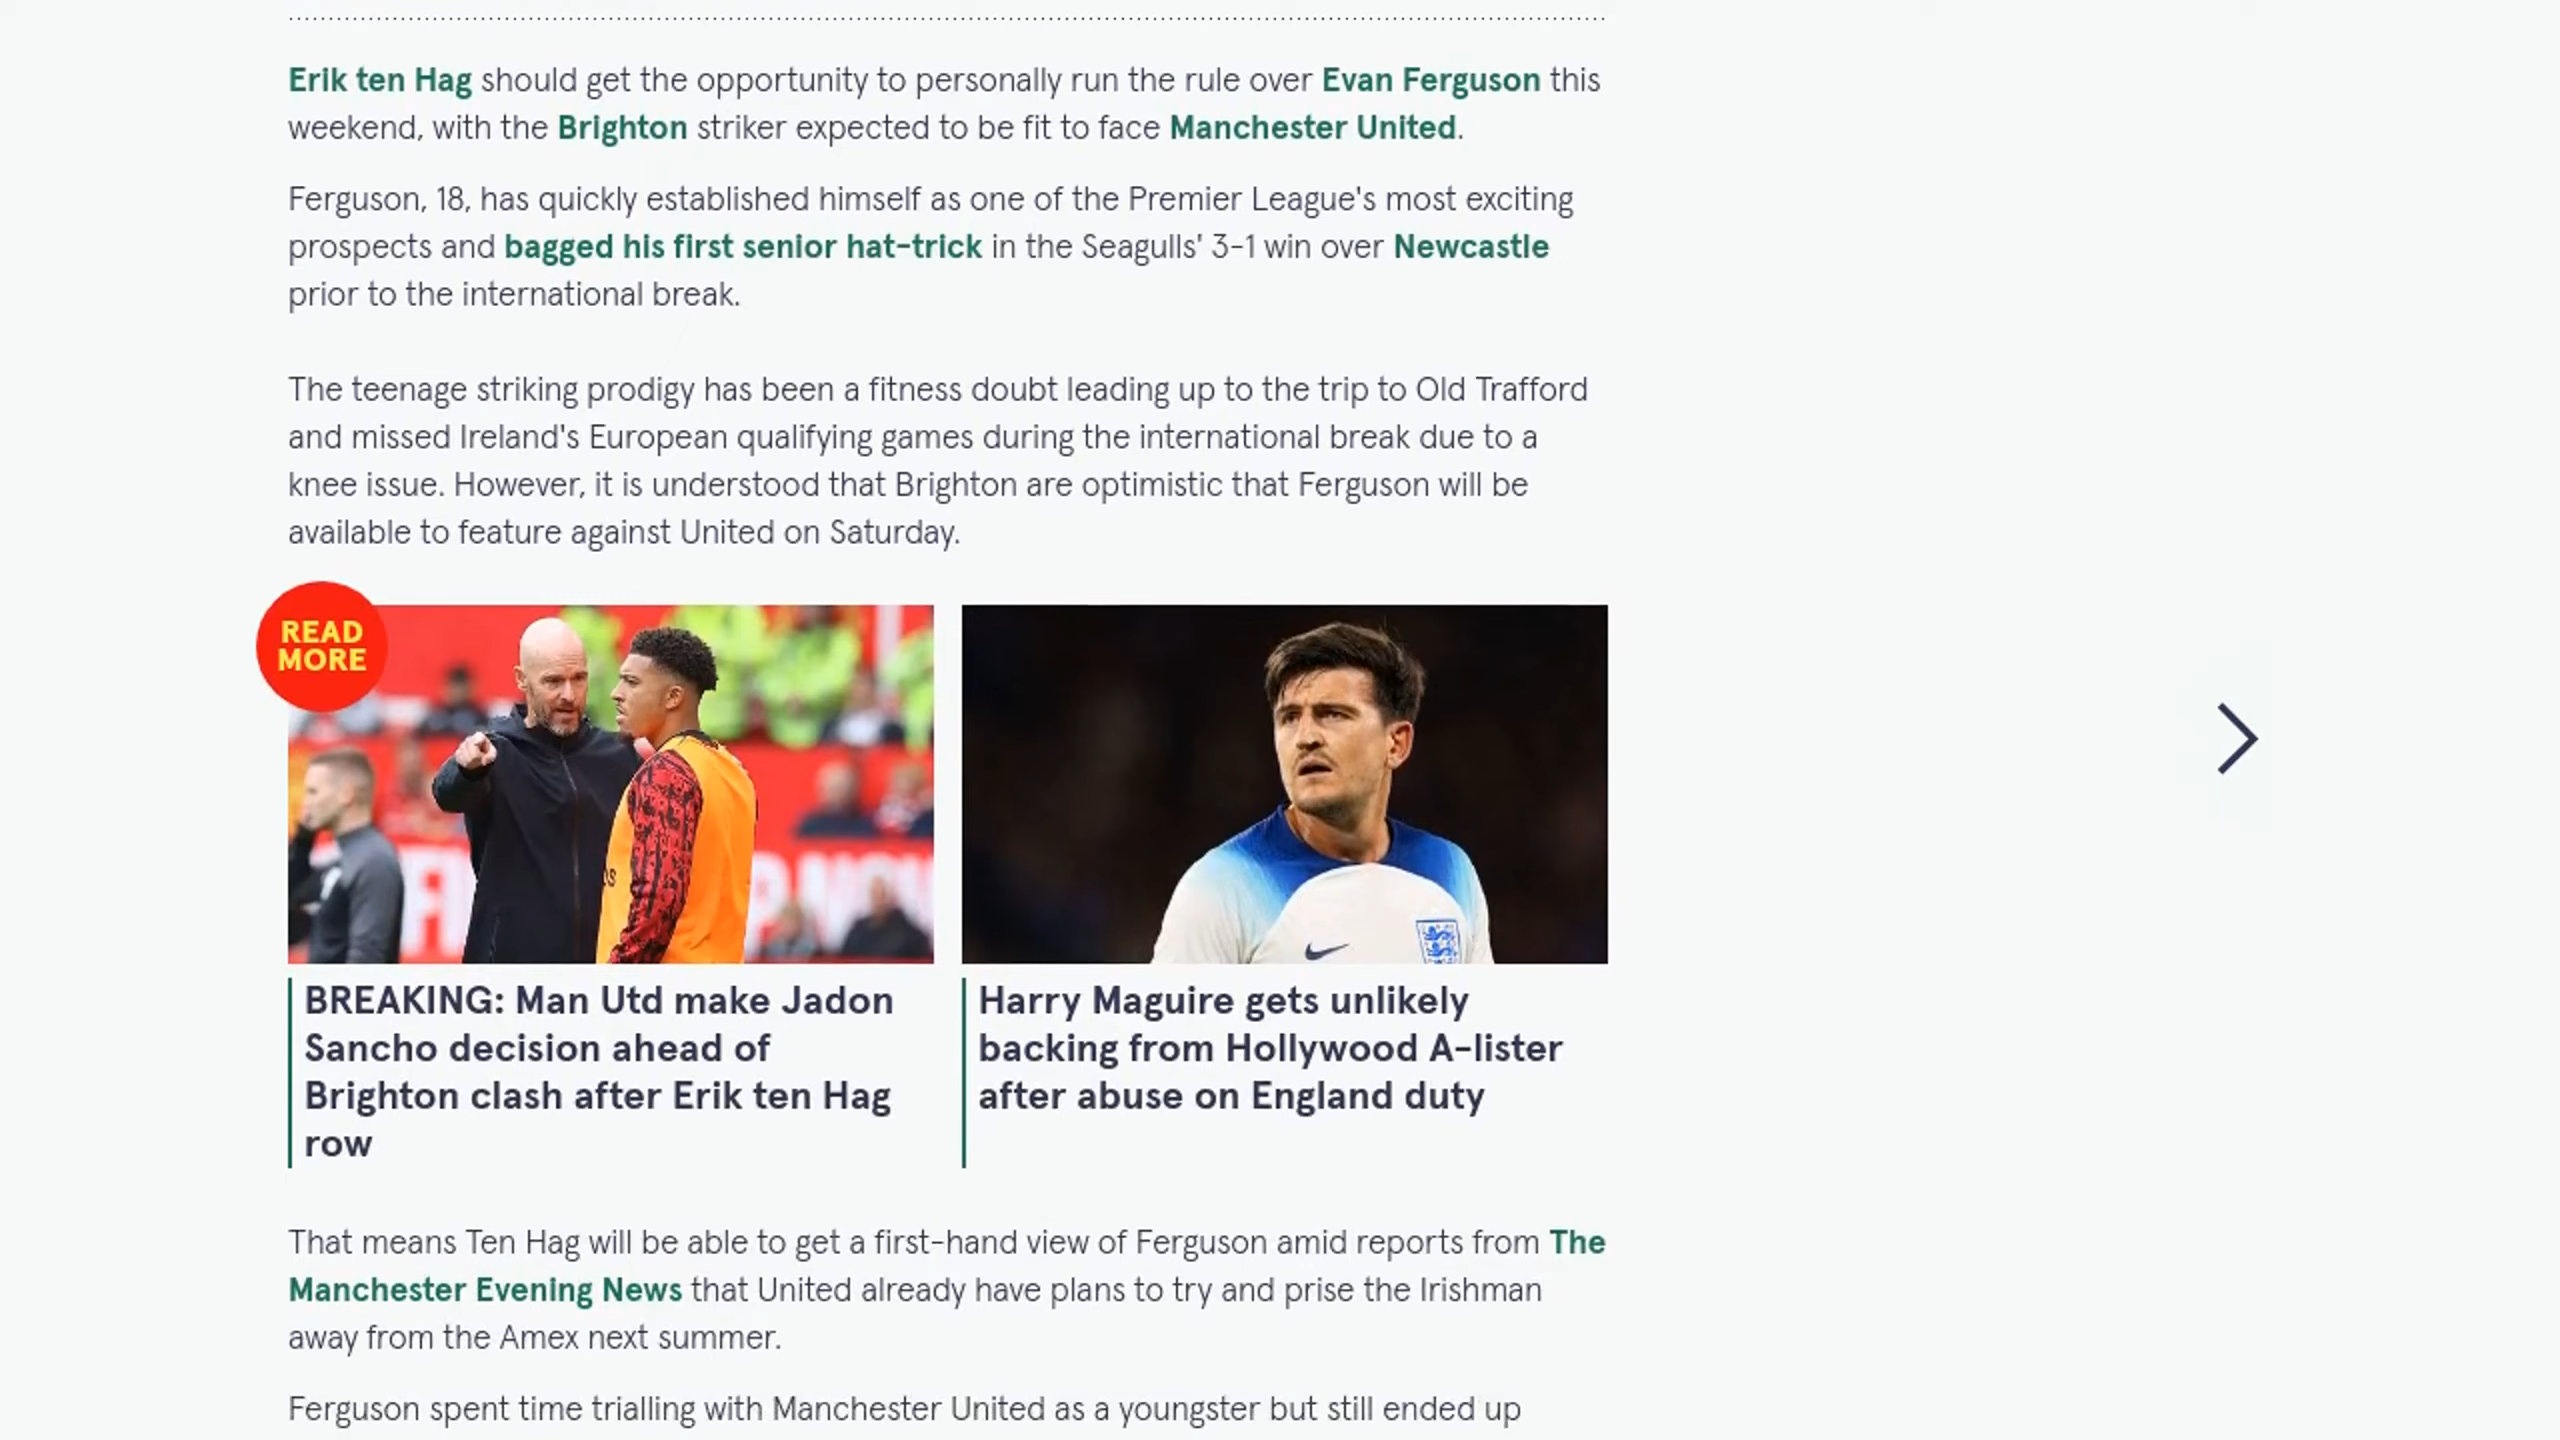 Erik ten Hag should get the opportunity to personally run the rule over Evan Ferguson this
weekend, with the Brighton striker expected to be fit to face Manchester United.
Ferguson, 18, has quickly established himself as one of the Premier League's most exciting
prospects and bagged his first senior hat-trick in the Seagulls' 3-1 win over Newcastle
prior to the international break.
The teenage striking prodigy has been a fitness doubt leading up to the trip to Old Trafford
and missed Ireland's European qualifying games during the international break due to a
knee issue. However, it is understood that Brighton are optimistic that Ferguson will be
available to feature against United on Saturday.
READ
MORE
BREAKING: Man Utd make Jadon
Sancho decision ahead of
Brighton clash after Erik ten Hag
row
Harry Maguire gets unlikely
backing from Hollywood A-lister
after abuse on England duty
That means Ten Hag will be able to get a first-hand view of Ferguson amid reports from The
Manchester Evening News that United already have plans to try and prise the Irishman
away from the Amex next summer.
Ferguson spent time trialling with Manchester United as a youngster but still ended up